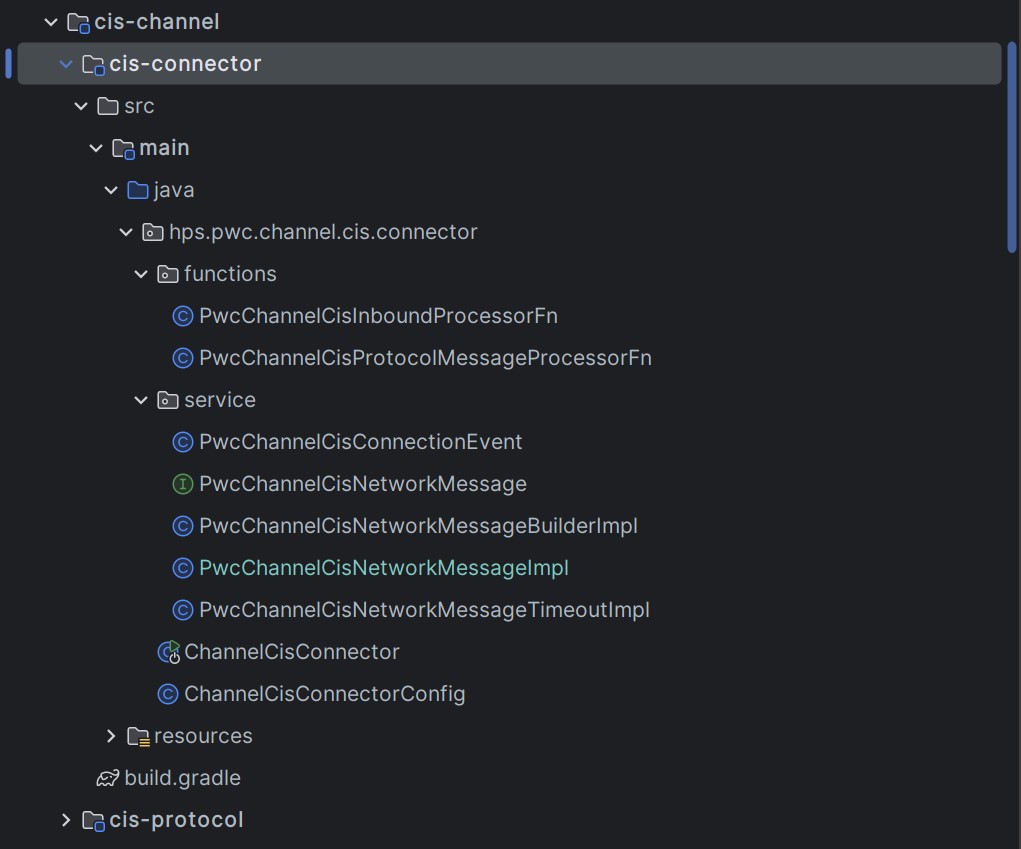 cis-channel
cis-connector
src
main
java
hps.pwc.channel.cis.connector
functions
PwcChannelCisInboundProcessorFn
PwcChannelCisProtocolMessageProcessorFn
service
PwcChannelCisConnectionEvent
PwcChannelCisNetworkMessage
PwcChannelCisNetworkMessageBuilderImpl
PwcChannelCisNetworkMessageImpl
PwcChannelCisNetworkMessageTimeoutImpl
ChannelCisConnector
ChannelCisConnectorConfig
resources
build.gradle
cis-protocol